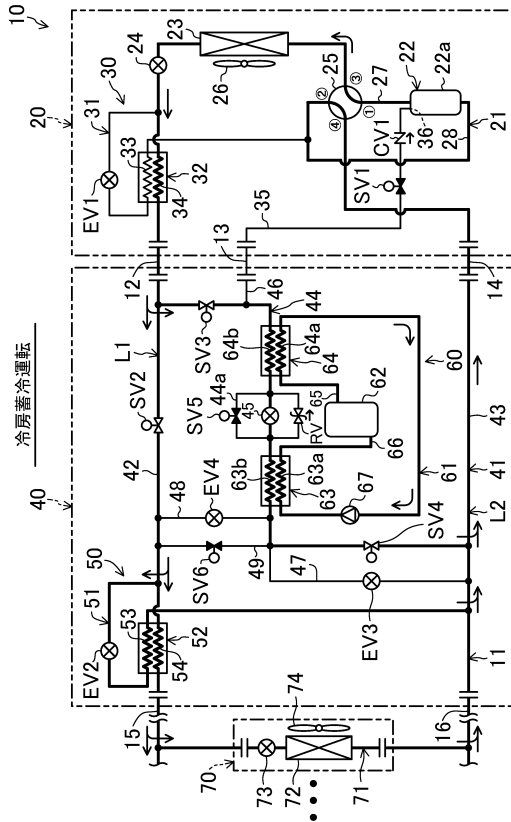 冷房蓄冷運転
10
20
40
50
51
EV2
53
54
52
15
70
73
72
74
71
16
11
42
SV2
L1
48
EV4
SV6
49
47
EV3
SV4
L2
41
43
63b
63a
63
67
61
66
62
65
60
SV5
44a
45
RV
64b
64a
64
44
SV3
46
12
13
14
35
30
31
EV1
33
34
32
24
23
26
25
①
②
③
④
27
22
22a
36
CV1
28
21
SV1